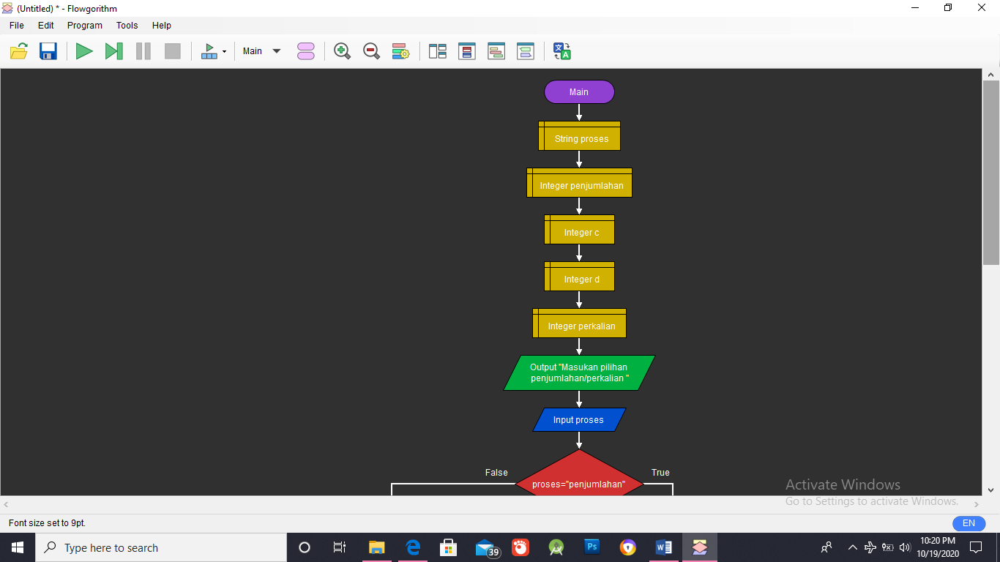 (Untitled) * - Flowgorithm
File Edit Program Tools Help
Main
Main
String proses
Integer penjumlahan
Integer c
Integer d
Integer perkalian
Output "Masukan pilihan
penjumlahan/perkalian "
Input proses
False
True
proses="penjumlahan"
Activate Windows
Go to Settings to activate Windows.
Font size set to 9pt.
EN
Type here to search
39
Ps
10:20 PM
10/19/2020